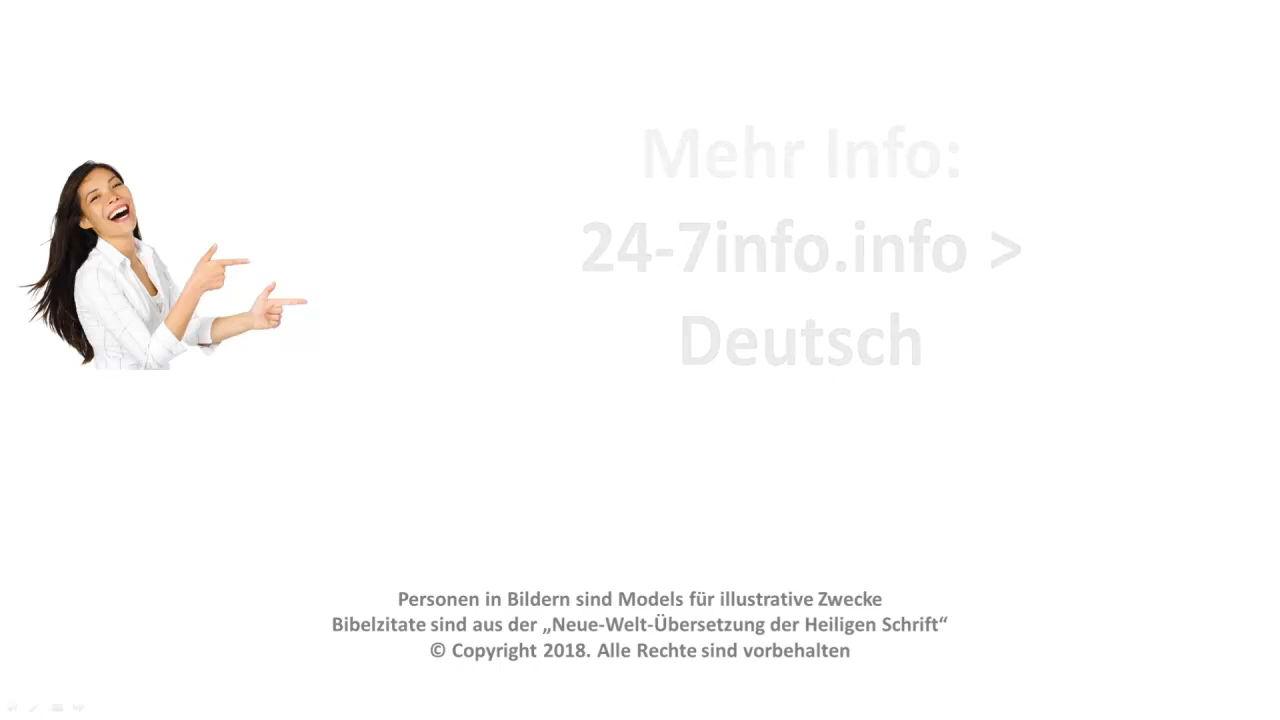 Mehr Info:
24-7info.info >
Deutsch
Personen in Bildern sind Models für illustrative Zwecke
Bibelzitate sind aus der „Neue-Welt-Übersetzung der Heiligen Schrift“
© Copyright 2018. Alle Rechte sind vorbehalten